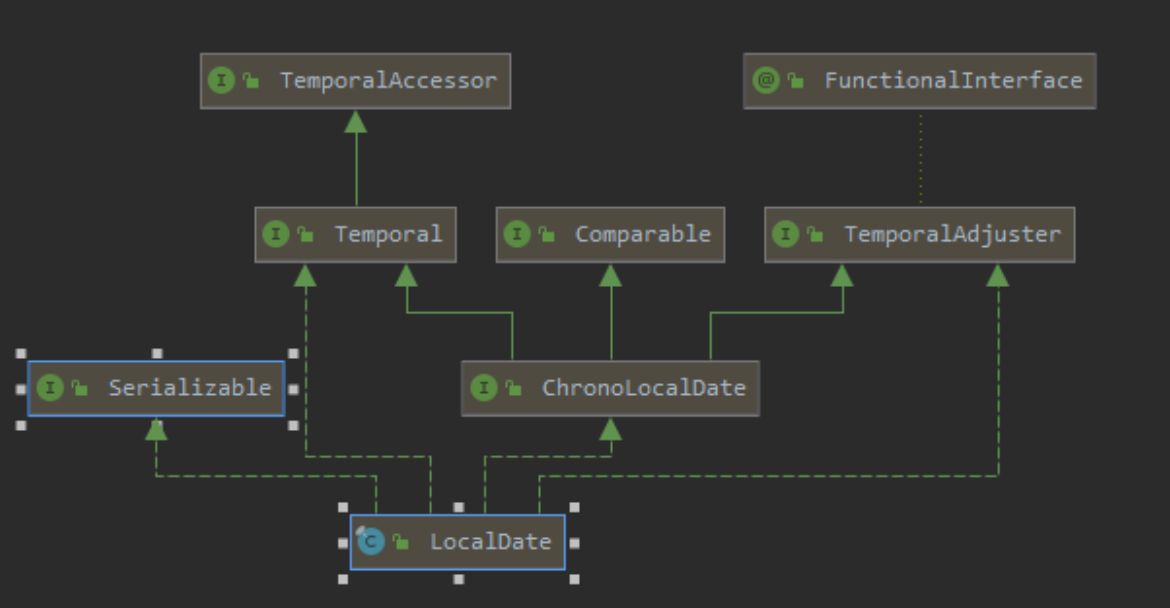 I TemporalAccessor
@ FunctionalInterface
I Temporal
I Comparable
I TemporalAdjuster
I Serializable
I ChronoLocalDate
C LocalDate